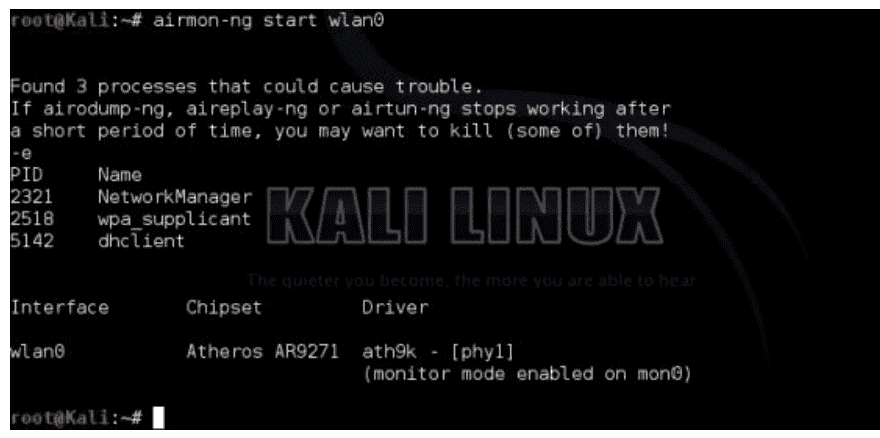 root@Kali:~# airmon-ng start wlan0
Found 3 processes that could cause trouble.
If airodump-ng, aireplay-ng or airtun-ng stops working after
a short period of time, you may want to kill (some of) them!
-e
PID     Name
2321    NetworkManager
2518    wpa_supplicant
5142    dhclient
KALI LINUX
The quieter you become, the more you are able to hear
Interface       Chipset         Driver
wlan0           Atheros AR9271  ath9k - [phy1]
                                (monitor mode enabled on mon0)
root@Kali:~#